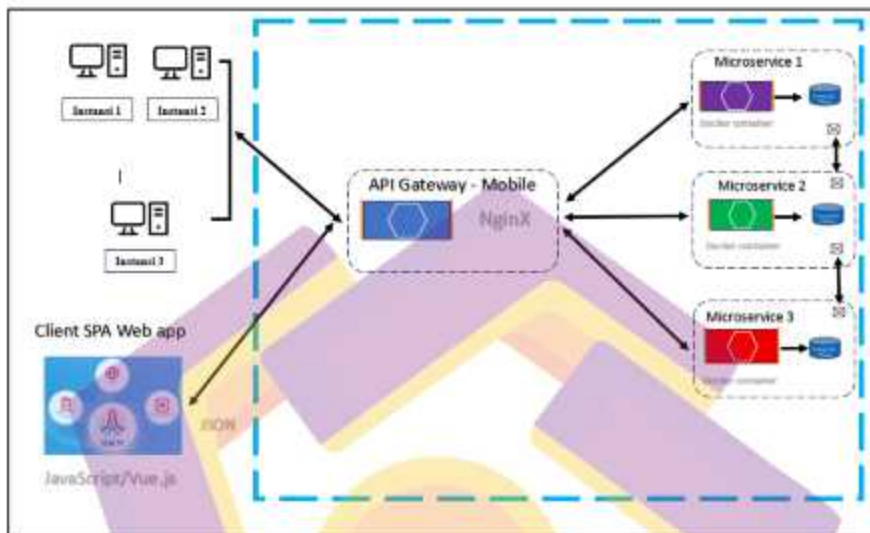 Instansi 1
Instansi 2
Instansi 3
Client SPA Web app
JSON
JavaScript/Vue.js
API Gateway - Mobile
NginX
Microservice 1
Docker container
Microservice 2
Docker container
Microservice 3
Docker container